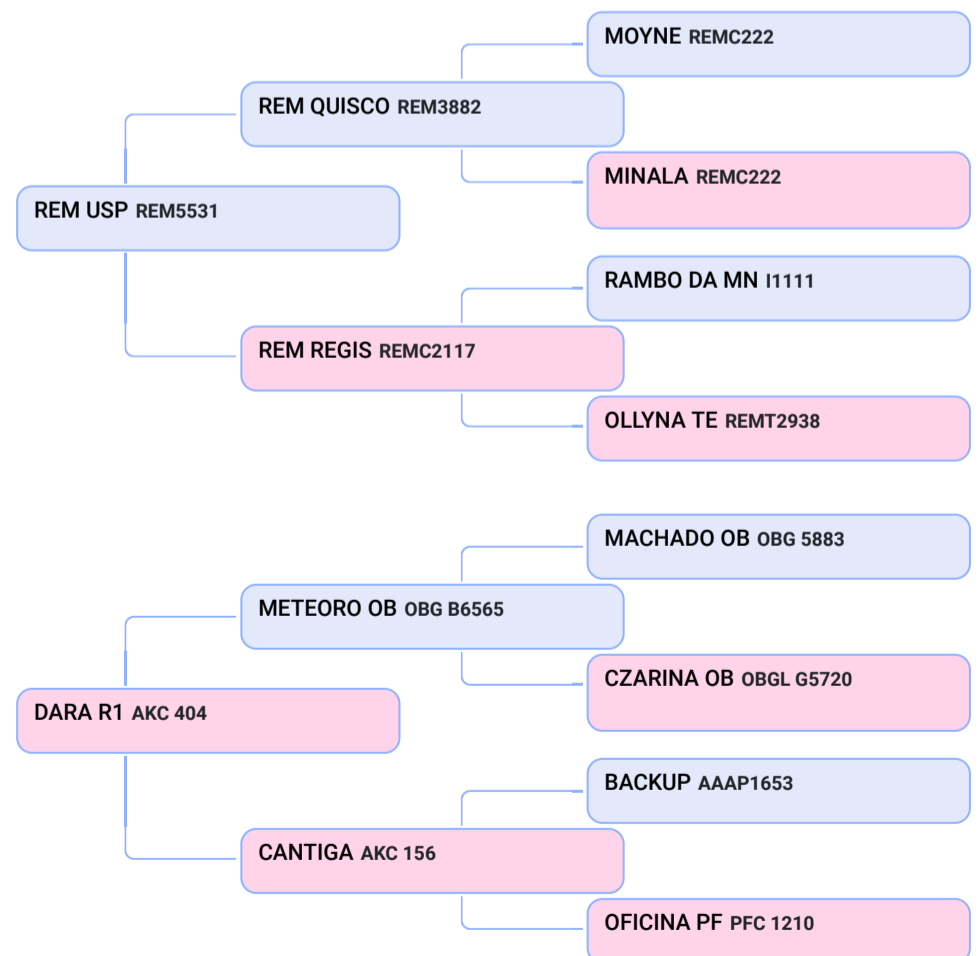 MOYNE REMC222
REM QUISCO REM3882
MINALA REMC222
REM USP REM5531
RAMBO DA MN I1111
REM REGIS REMC2117
OLLYNA TE REMT2938
MACHADO OB OBG 5883
METEORO OB OBG B6565
CZARINA OB OBGL G5720
DARA R1 AKC 404
BACKUP AAAP1653
CANTIGA AKC 156
OFICINA PF PFC 1210